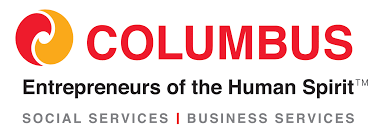 COLUMBUS
Entrepreneurs of the Human Spirit™
SOCIAL SERVICES | BUSINESS SERVICES